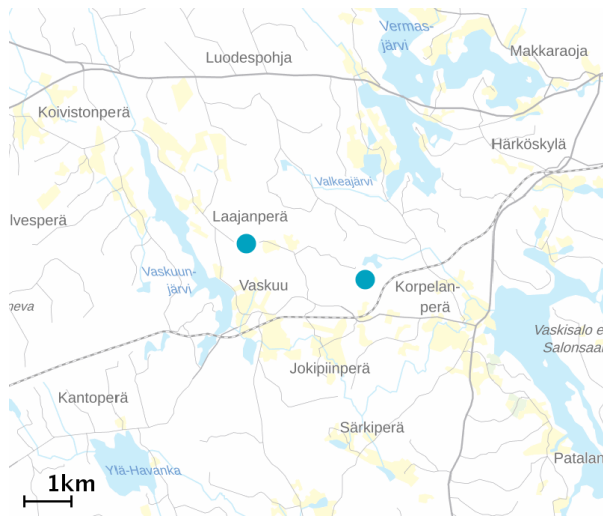 Vermas-
järvi
Makkaraoja
Luodespohja
Koivistonperä
Härköskylä
Valkeajärvi
lvesperä
Laajanperä
Vaskuun-
järvi
Vaskuu
Korpelan-
perä
neva
Vaskisalo e
Salonsaar
Jokipiinperä
Kantoperä
Särkiperä
Patalan
Ylä-Havanka
1km